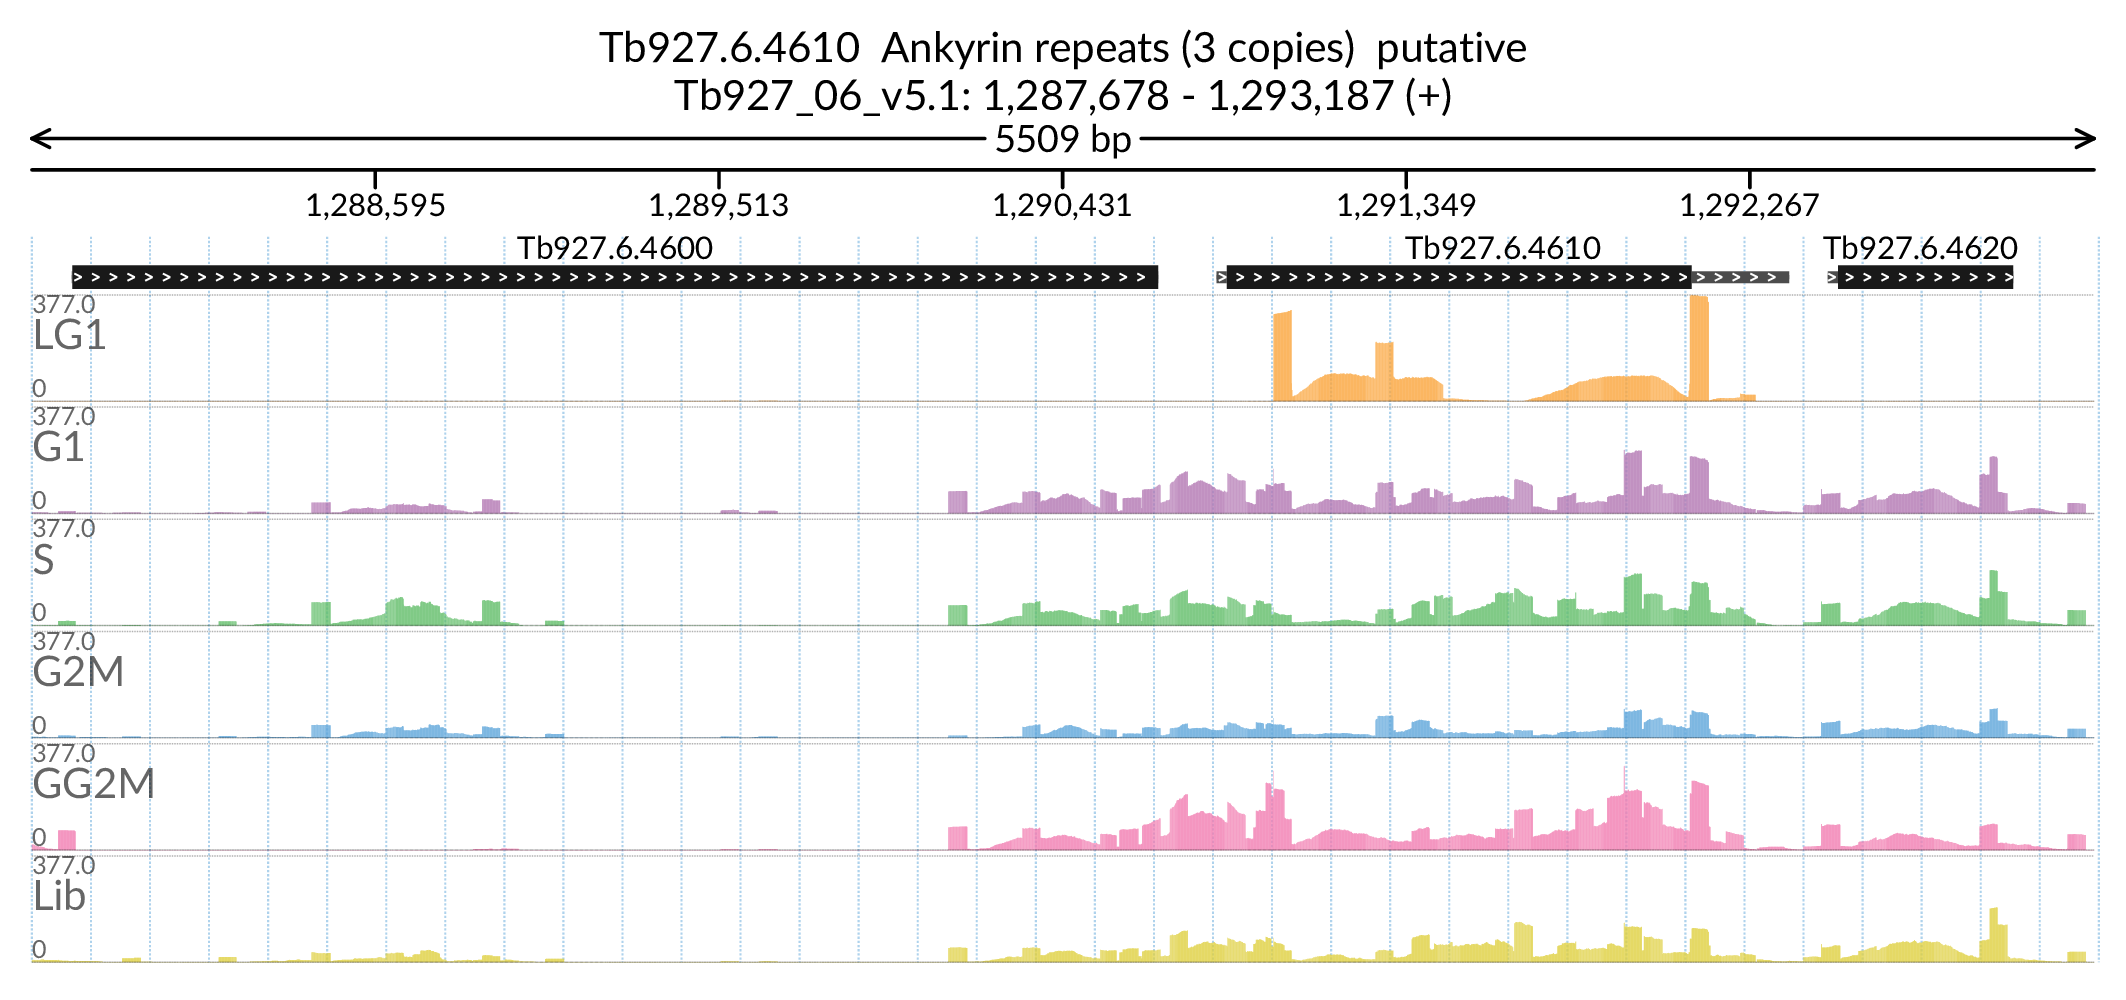 Tb927.6.4610  Ankyrin repeats (3 copies)  putative
Tb927_06_v5.1: 1,287,678 - 1,293,187 (+)
5509 bp
1,288,595 1,289,513 1,290,431 1,291,349 1,292,267
Tb927.6.4600 Tb927.6.4610 Tb927.6.4620
377.0
LG1
0
377.0
G1
0
377.0
S
0
377.0
G2M
0
377.0
GG2M
0
377.0
Lib
0